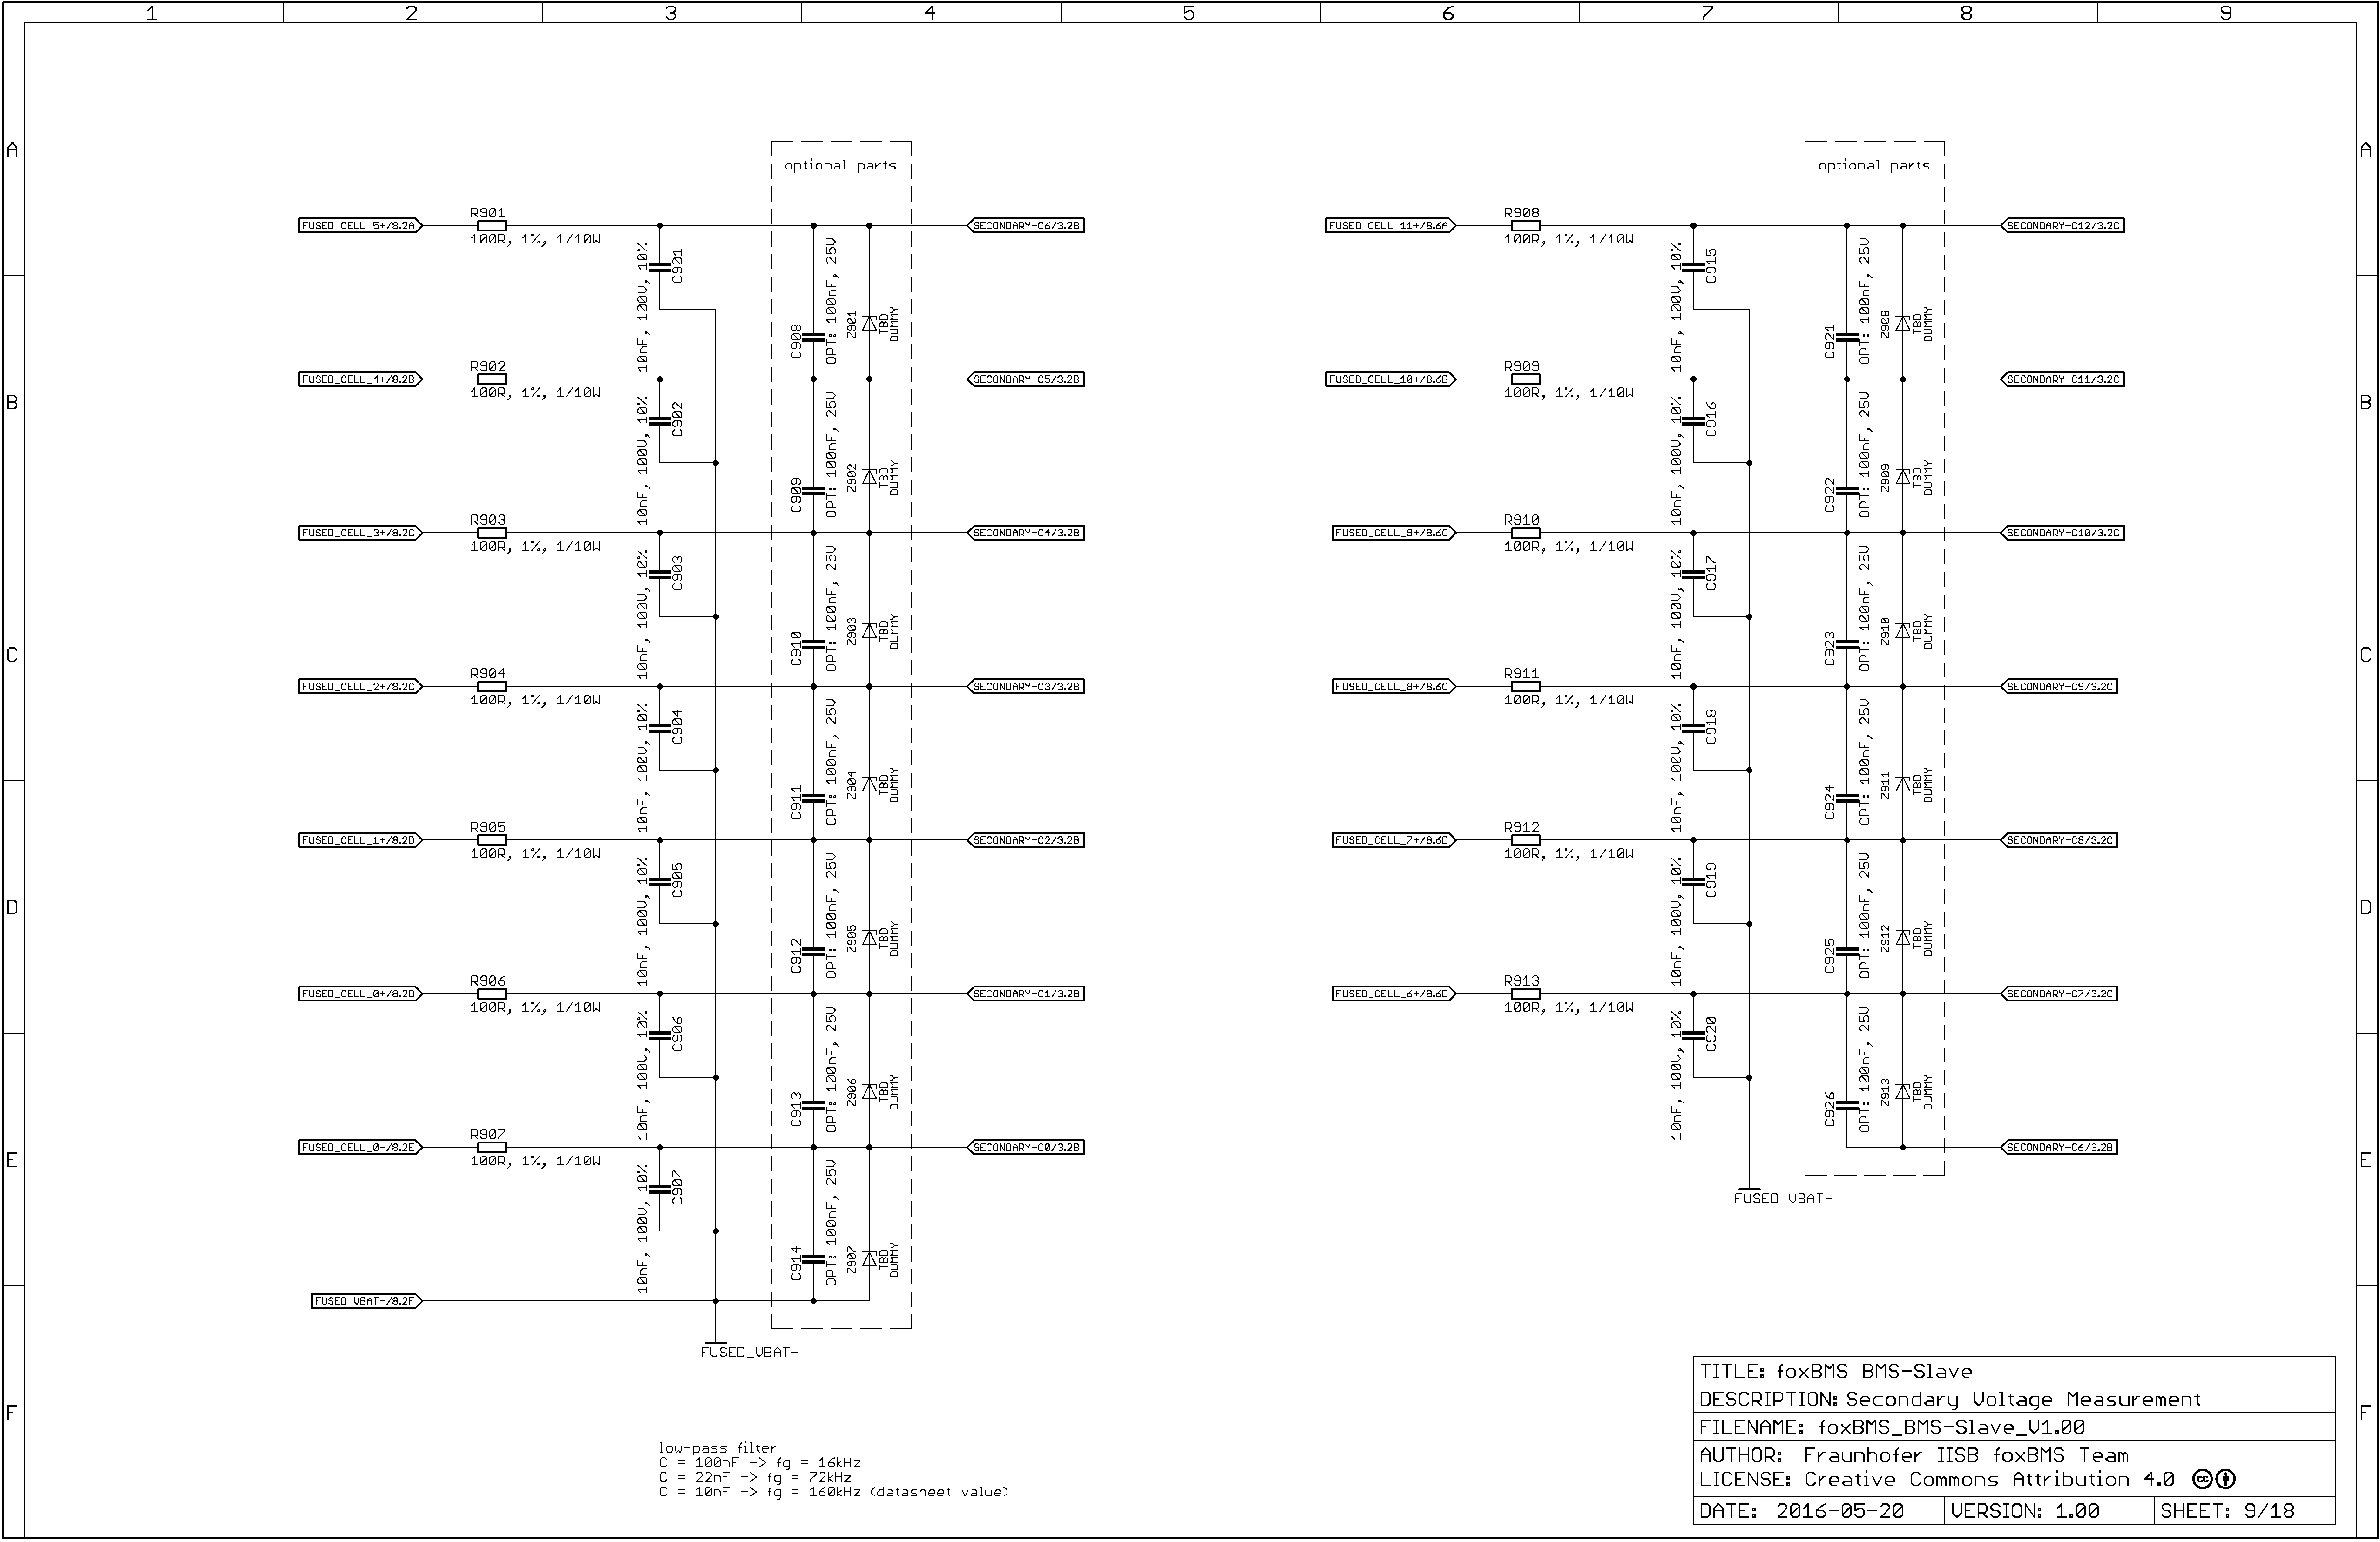 1 2 3 4 5 6 7 8 9
A A
B B
C C
D D
E E
F F
optional parts
FUSED_CELL_5+/8.2A
R901
100R, 1%, 1/10W
10nF, 100V, 10%
C901
C908
OPT: 100nF, 25V
Z901
TBD
DUMMY
SECONDARY-C6/3.2B
FUSED_CELL_4+/8.2B
R902
100R, 1%, 1/10W
10nF, 100V, 10%
C902
C909
OPT: 100nF, 25V
Z902
TBD
DUMMY
SECONDARY-C5/3.2B
FUSED_CELL_3+/8.2C
R903
100R, 1%, 1/10W
10nF, 100V, 10%
C903
C910
OPT: 100nF, 25V
Z903
TBD
DUMMY
SECONDARY-C4/3.2B
FUSED_CELL_2+/8.2C
R904
100R, 1%, 1/10W
10nF, 100V, 10%
C904
C911
OPT: 100nF, 25V
Z904
TBD
DUMMY
SECONDARY-C3/3.2B
FUSED_CELL_1+/8.2D
R905
100R, 1%, 1/10W
10nF, 100V, 10%
C905
C912
OPT: 100nF, 25V
Z905
TBD
DUMMY
SECONDARY-C2/3.2B
FUSED_CELL_0+/8.2D
R906
100R, 1%, 1/10W
10nF, 100V, 10%
C906
C913
OPT: 100nF, 25V
Z906
TBD
DUMMY
SECONDARY-C1/3.2B
FUSED_CELL_0-/8.2E
R907
100R, 1%, 1/10W
10nF, 100V, 10%
C907
C914
OPT: 100nF, 25V
Z907
TBD
DUMMY
SECONDARY-C0/3.2B
FUSED_VBAT-/8.2F
FUSED_VBAT-
optional parts
FUSED_CELL_11+/8.6A
R908
100R, 1%, 1/10W
10nF, 100V, 10%
C915
C921
OPT: 100nF, 25V
Z908
TBD
DUMMY
SECONDARY-C12/3.2C
FUSED_CELL_10+/8.6B
R909
100R, 1%, 1/10W
10nF, 100V, 10%
C916
C922
OPT: 100nF, 25V
Z909
TBD
DUMMY
SECONDARY-C11/3.2C
FUSED_CELL_9+/8.6C
R910
100R, 1%, 1/10W
10nF, 100V, 10%
C917
C923
OPT: 100nF, 25V
Z910
TBD
DUMMY
SECONDARY-C10/3.2C
FUSED_CELL_8+/8.6C
R911
100R, 1%, 1/10W
10nF, 100V, 10%
C918
C924
OPT: 100nF, 25V
Z911
TBD
DUMMY
SECONDARY-C9/3.2C
FUSED_CELL_7+/8.6D
R912
100R, 1%, 1/10W
10nF, 100V, 10%
C919
C925
OPT: 100nF, 25V
Z912
TBD
DUMMY
SECONDARY-C8/3.2C
FUSED_CELL_6+/8.6D
R913
100R, 1%, 1/10W
10nF, 100V, 10%
C920
C926
OPT: 100nF, 25V
Z913
TBD
DUMMY
SECONDARY-C7/3.2C
SECONDARY-C6/3.2B
FUSED_VBAT-
low-pass filter
C = 100nF -> fg = 16kHz
C = 22nF -> fg = 72kHz
C = 10nF -> fg = 160kHz (datasheet value)
TITLE: foxBMS BMS-Slave
DESCRIPTION: Secondary Voltage Measurement
FILENAME: foxBMS_BMS-Slave_V1.00
AUTHOR: Fraunhofer IISB foxBMS Team
LICENSE: Creative Commons Attribution 4.0 cc
DATE: 2016-05-20 VERSION: 1.00 SHEET: 9/18